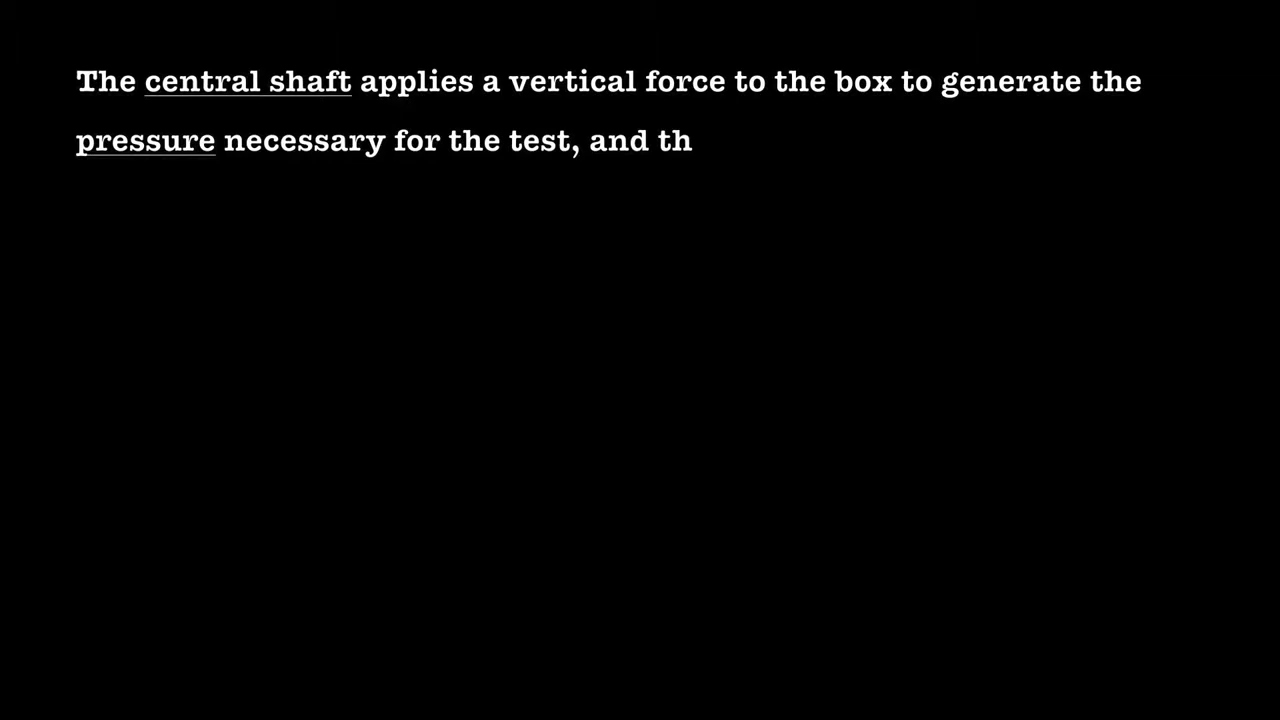 The central shaft applies a vertical force to the box to generate the
pressure necessary for the test, and th